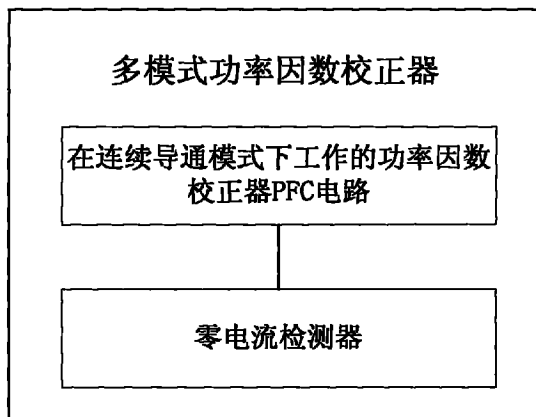 多模式功率因数校正器
在连续导通模式下工作的功率因数
校正器PFC电路
零电流检测器